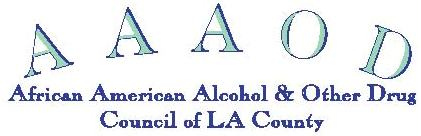 A A A O D
African American Alcohol & Other Drug
Council of LA County